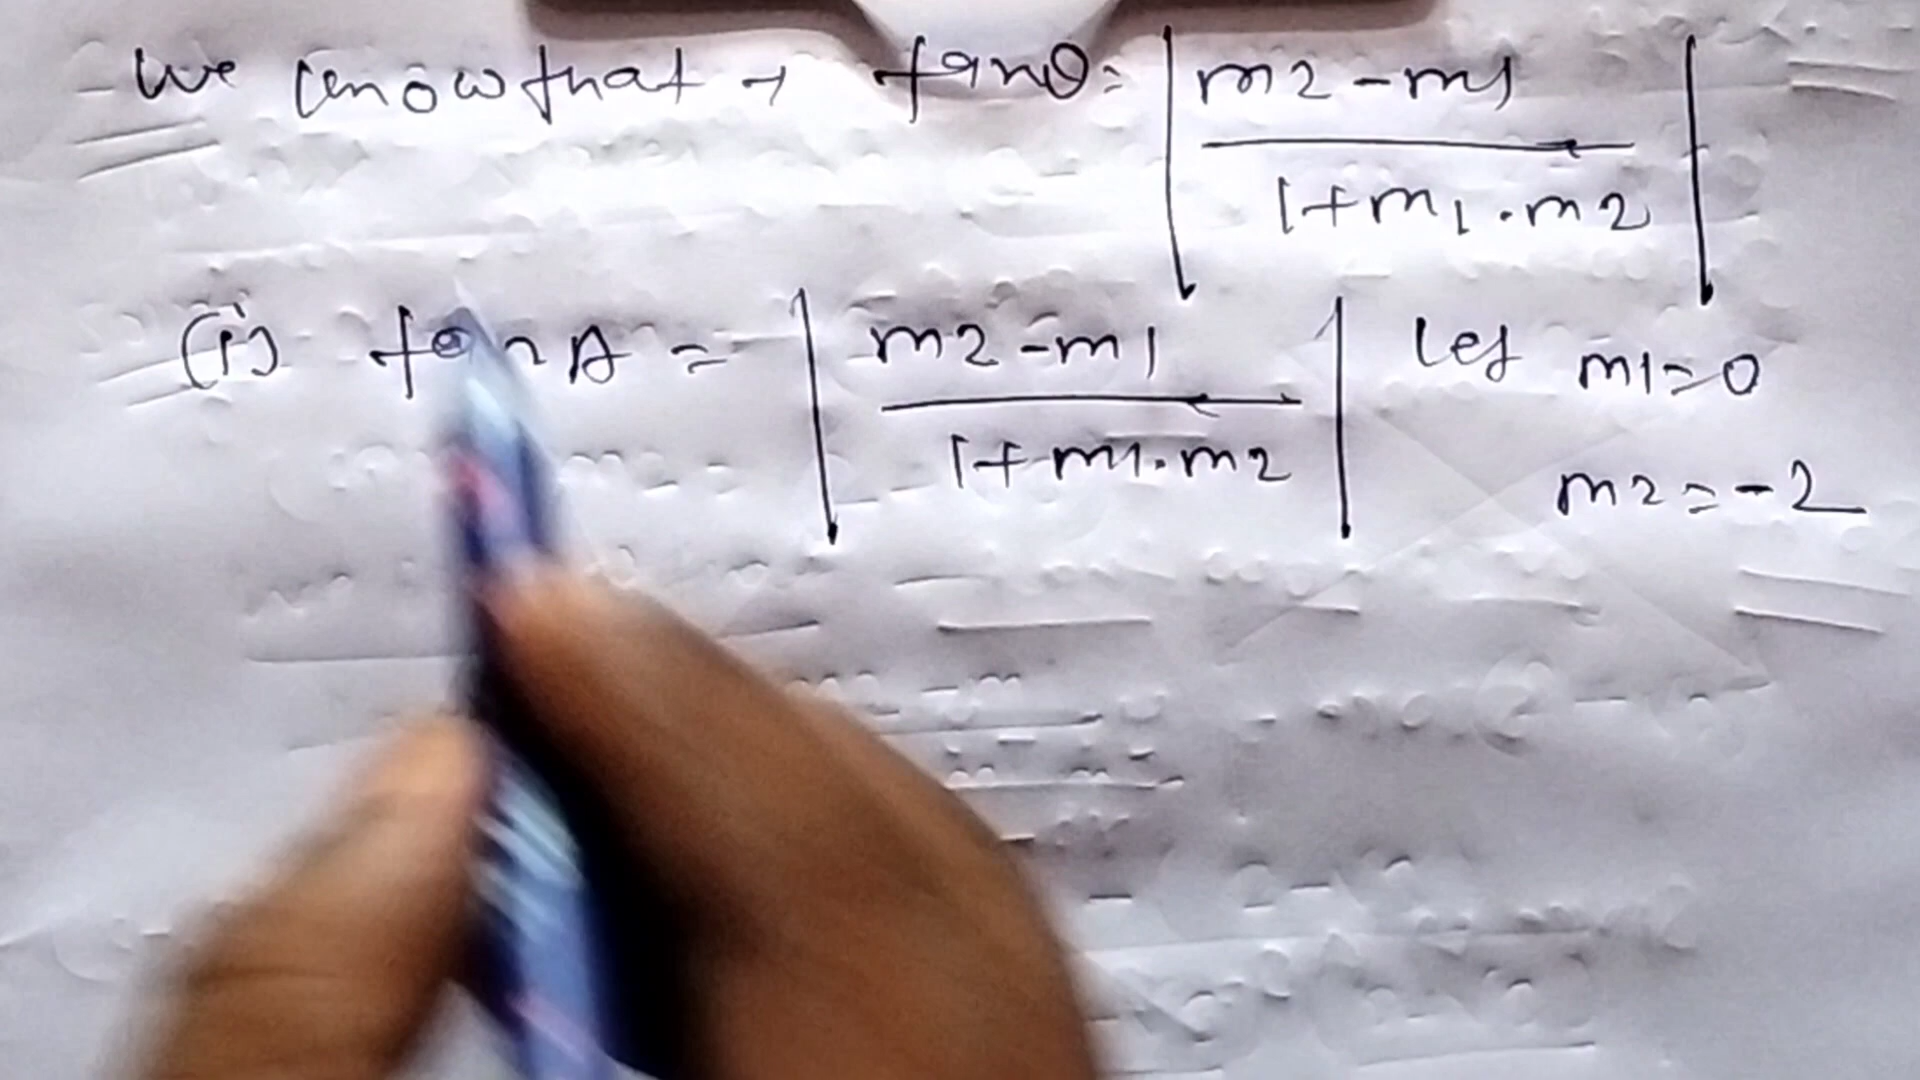 We know that → tanθ = | m2 - m1 / 1+m1.m2 |
(i) tanA = | m2 - m1 / 1+m1.m2 | let m1=0
m2=-2